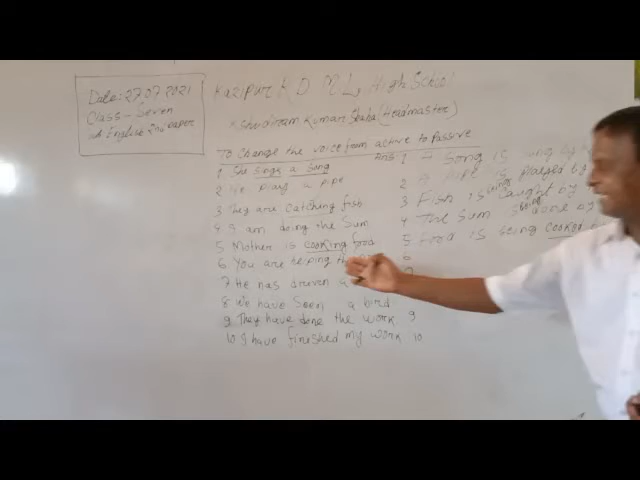 Date: 27.07.2021
Class - Seven
English 2nd paper
Kazipur K D M L High School
Kshudiram Kumar Shaha (Headmaster)
To Change the voice from active to Passive
1 She sings a song
2 He play a pipe
3 They are catching fish
4 I am doing the Sum
5 Mother is cooking food
6 You are helping
7 He has driven a
8 We have seen a bird
9 They have done the work
10 I have finished my work
Ans 1 A song is sung by
2 A pipe is played by
3 Fish is being caught by
4 The Sum is being done by
5 Food is being cooked
6
9
10